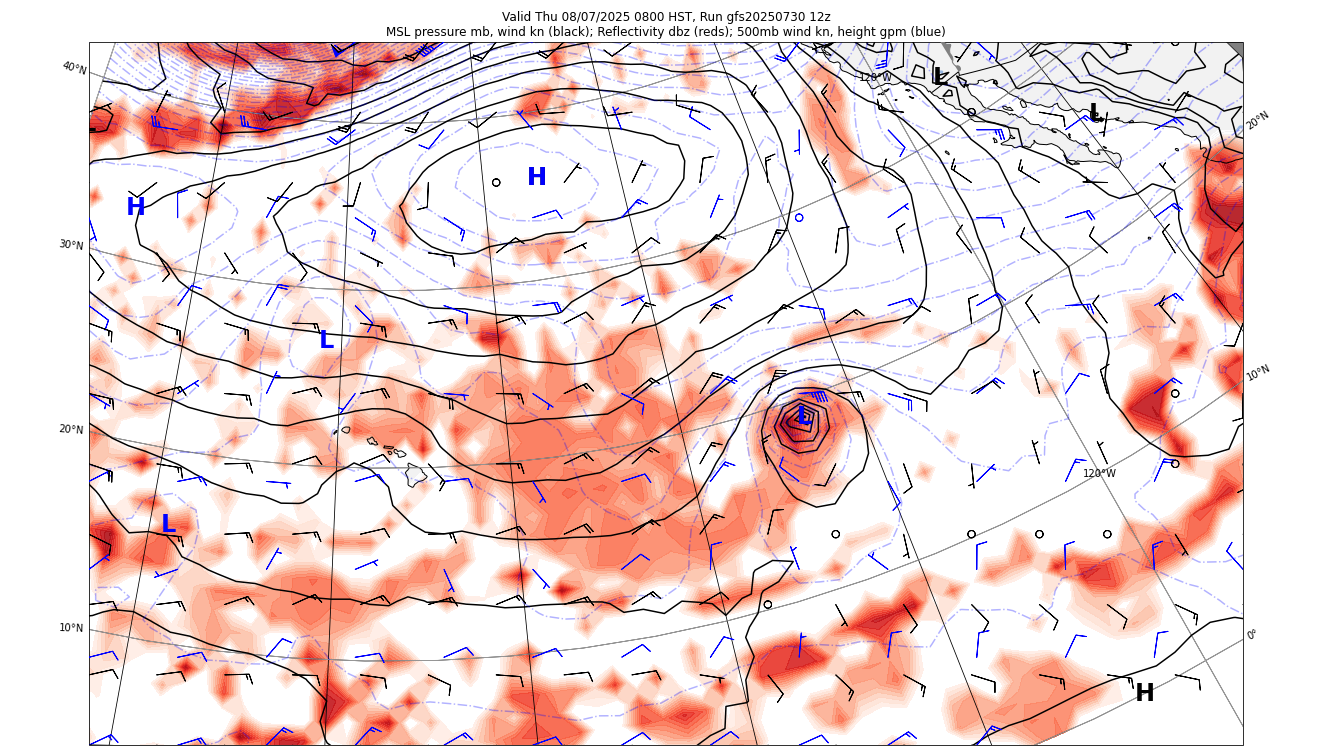 Valid Thu 08/07/2025 0800 HST, Run gfs20250730 12z
MSL pressure mb, wind kn (black); Reflectivity dbz (reds); 500mb wind kn, height gpm (blue)
40°N
120°W
L
L
20°N
H
H
30°N
L
10°N
L
20°N
120°W
L
10°N
0°
H